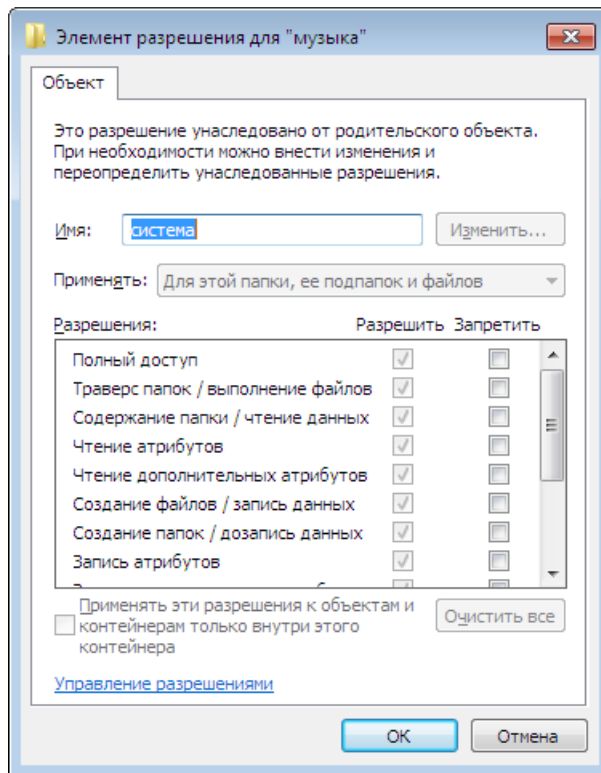 Элемент разрешения для "музыка"
Объект
Это разрешение унаследовано от родительского объекта.
При необходимости можно внести изменения и
переопределить унаследованные разрешения.
Имя: система Изменить...
Применять: Для этой папки, ее подпапок и файлов
Разрешения: Разрешить Запретить
Полный доступ
Траверс папок / выполнение файлов
Содержание папки / чтение данных
Чтение атрибутов
Чтение дополнительных атрибутов
Создание файлов / запись данных
Создание папок / дозапись данных
Запись атрибутов
Применять эти разрешения к объектам и
контейнерам только внутри этого
контейнера
Очистить все
Управление разрешениями
ОК Отмена